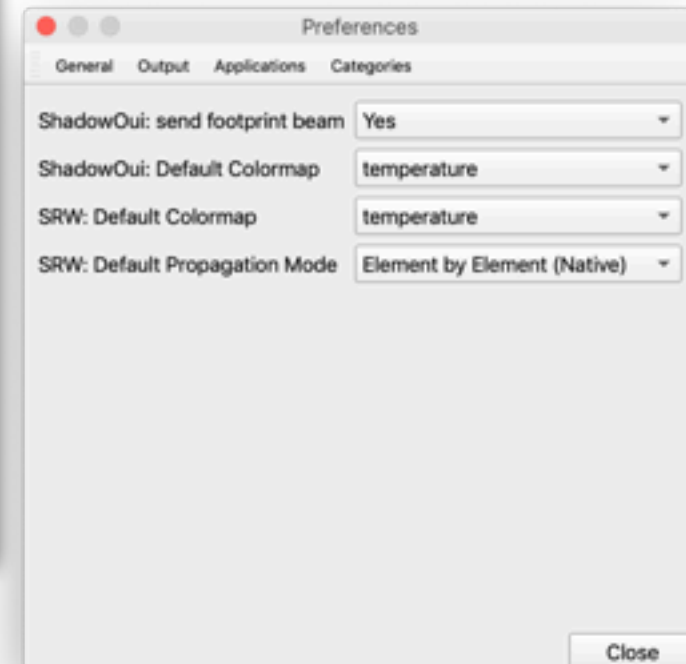 Preferences
General Output Applications Categories
ShadowOui: send footprint beam Yes
ShadowOui: Default Colormap temperature
SRW: Default Colormap temperature
SRW: Default Propagation Mode Element by Element (Native)
Close